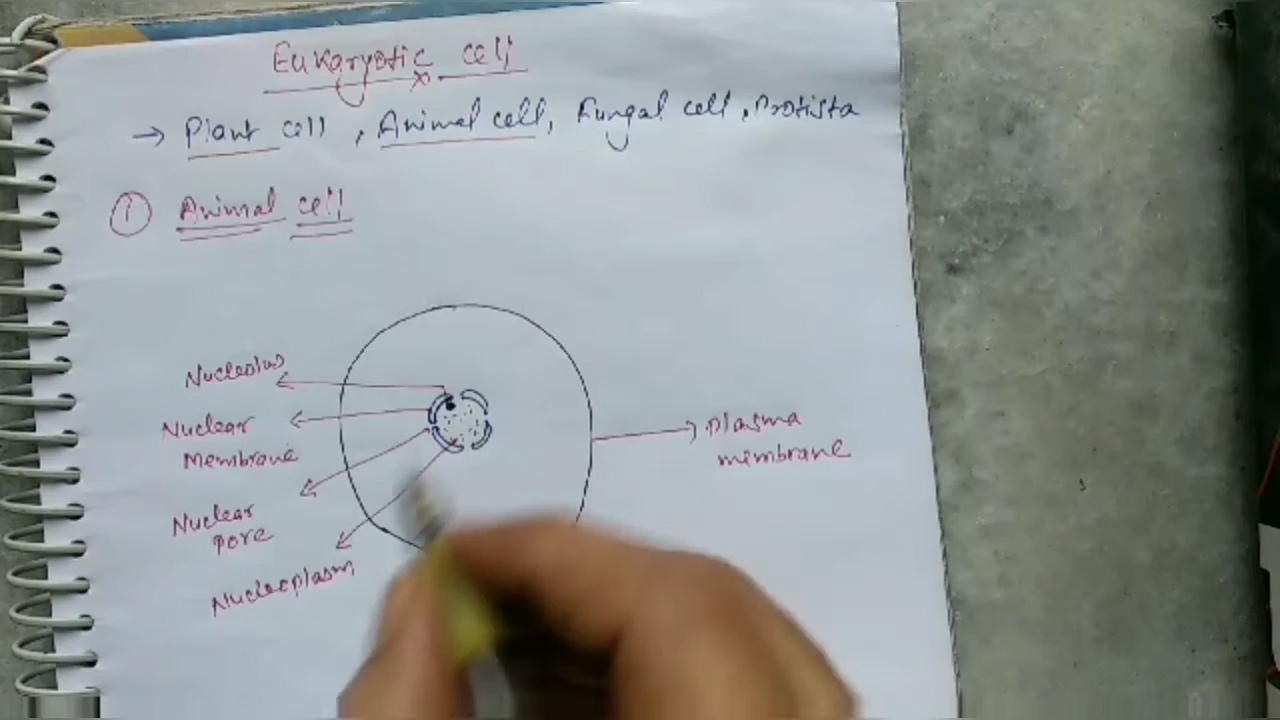 Eukaryotic cell
→ Plant cell, Animal cell, Fungal cell, Protista
① Animal cell
Nucleolus
Nuclear
Membrane
Nuclear
pore
Nucleoplasm
Plasma
membrane